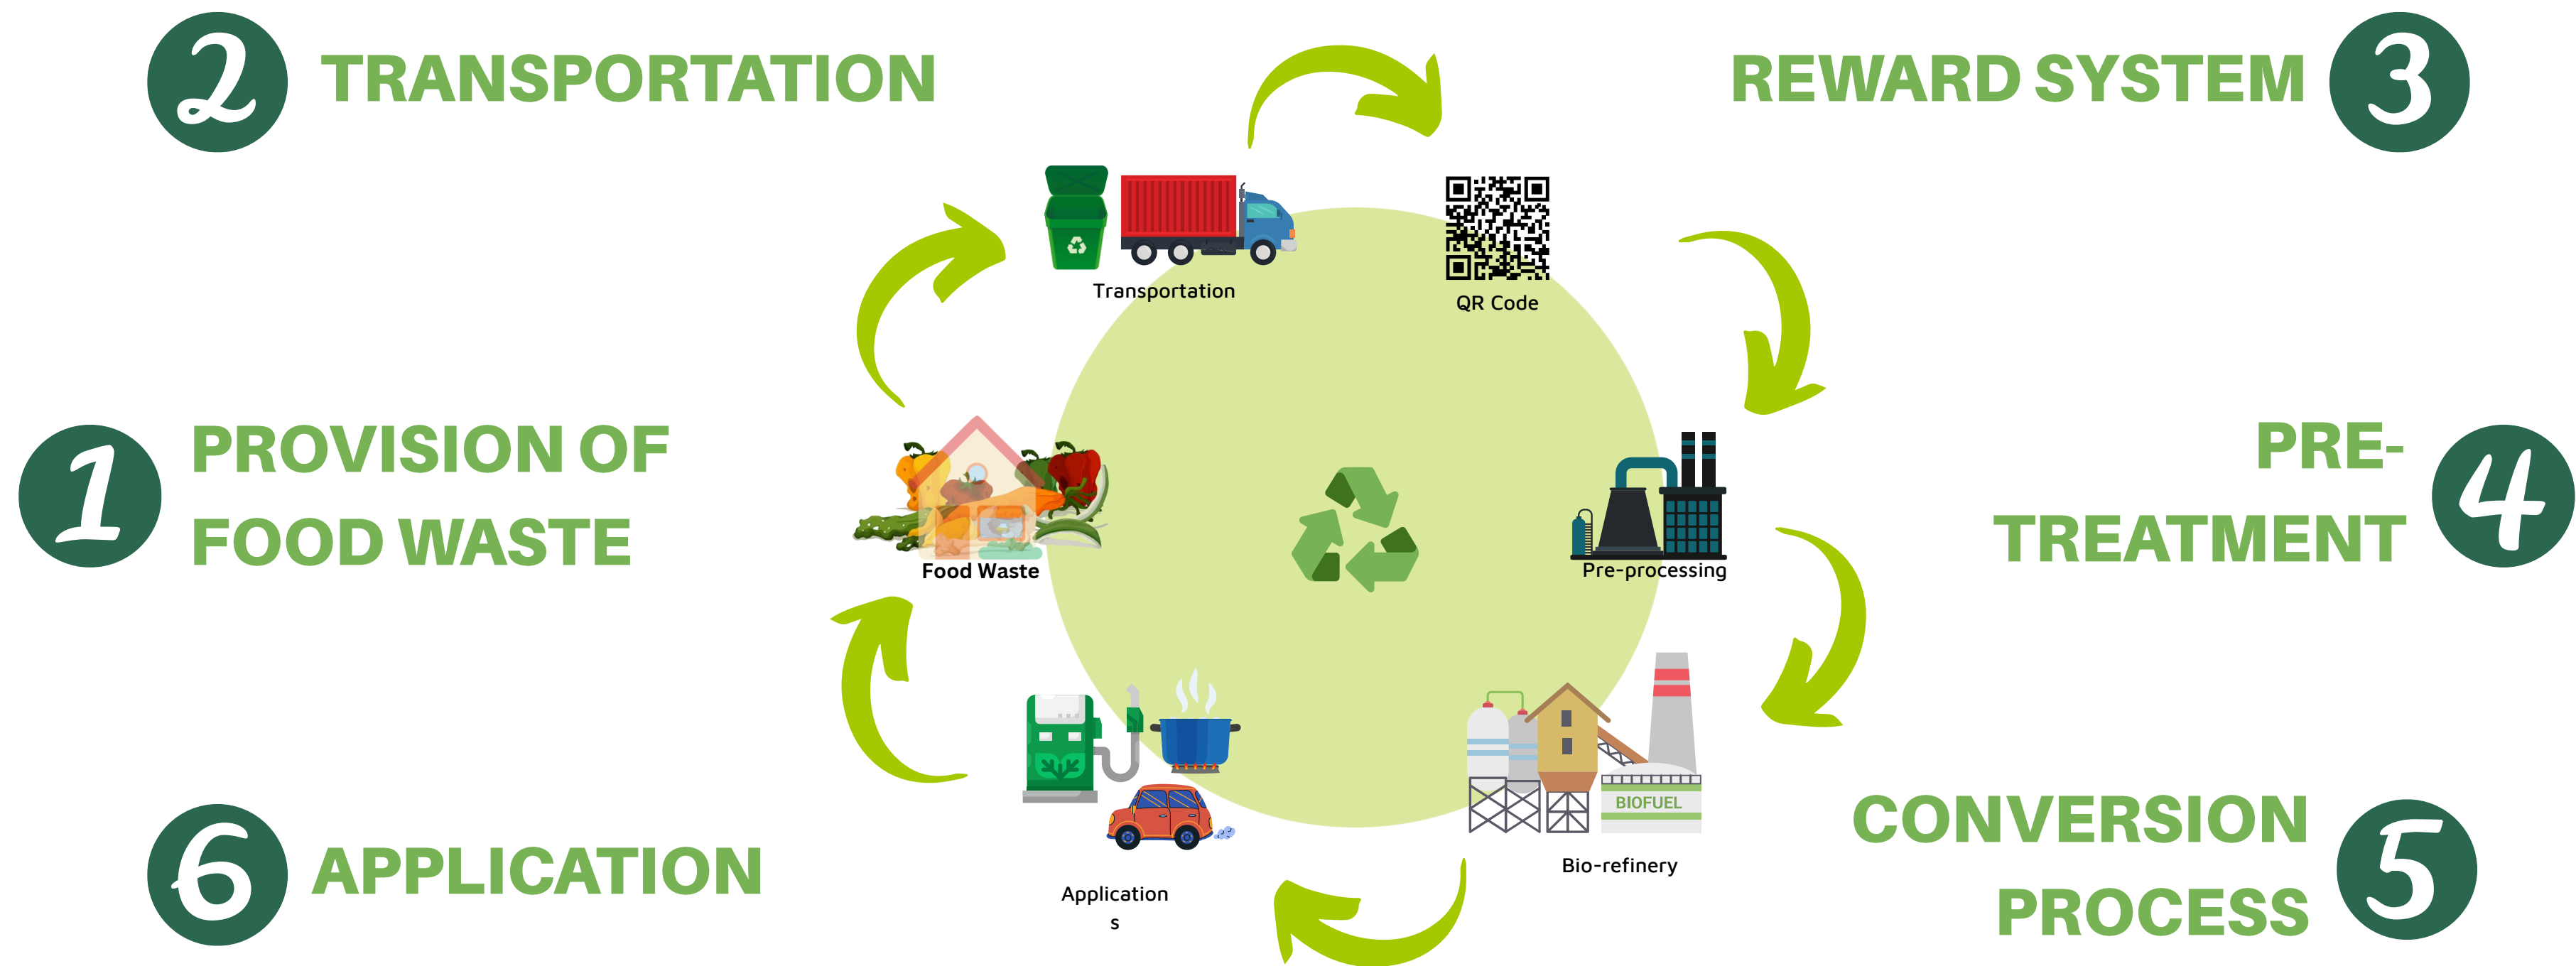 2 TRANSPORTATION
REWARD SYSTEM 3
Transportation
QR Code
1 PROVISION OF
FOOD WASTE
PRE-
TREATMENT 4
Food Waste
Pre-processing
BIOFUEL
Bio-refinery
Application
s
6 APPLICATION
CONVERSION
PROCESS 5